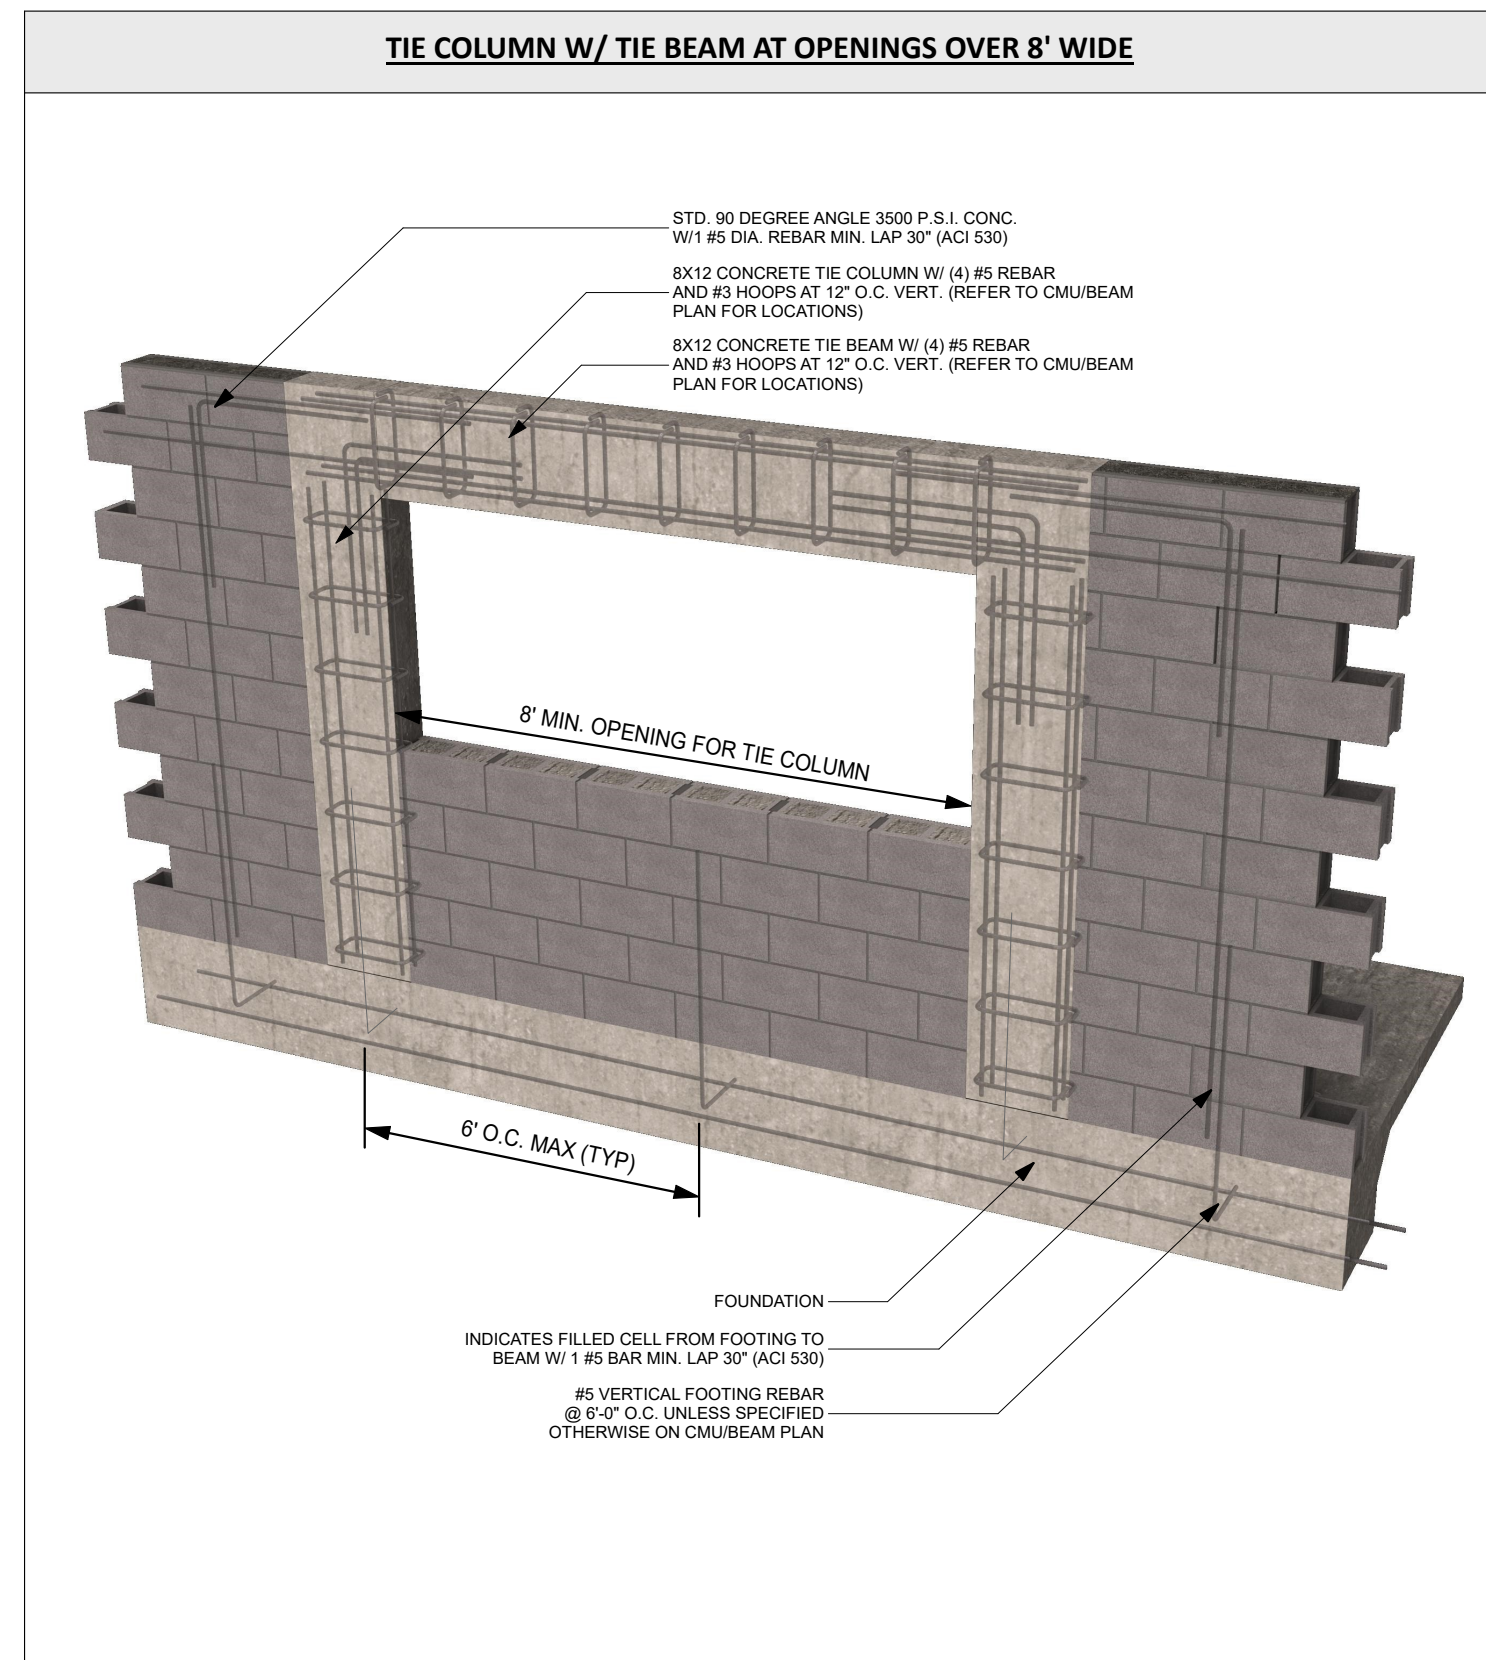 TIE COLUMN W/ TIE BEAM AT OPENINGS OVER 8' WIDE
STD. 90 DEGREE ANGLE 3500 P.S.I. CONC.
W/1 #5 DIA. REBAR MIN. LAP 30" (ACI 530)
8X12 CONCRETE TIE COLUMN W/ (4) #5 REBAR
AND #3 HOOPS AT 12" O.C. VERT. (REFER TO CMU/BEAM
PLAN FOR LOCATIONS)
8X12 CONCRETE TIE BEAM W/ (4) #5 REBAR
AND #3 HOOPS AT 12" O.C. VERT. (REFER TO CMU/BEAM
PLAN FOR LOCATIONS)
8' MIN. OPENING FOR TIE COLUMN
6' O.C. MAX (TYP)
FOUNDATION
INDICATES FILLED CELL FROM FOOTING TO
BEAM W/ 1 #5 BAR MIN. LAP 30" (ACI 530)
#5 VERTICAL FOOTING REBAR
@ 6'-0" O.C. UNLESS SPECIFIED
OTHERWISE ON CMU/BEAM PLAN